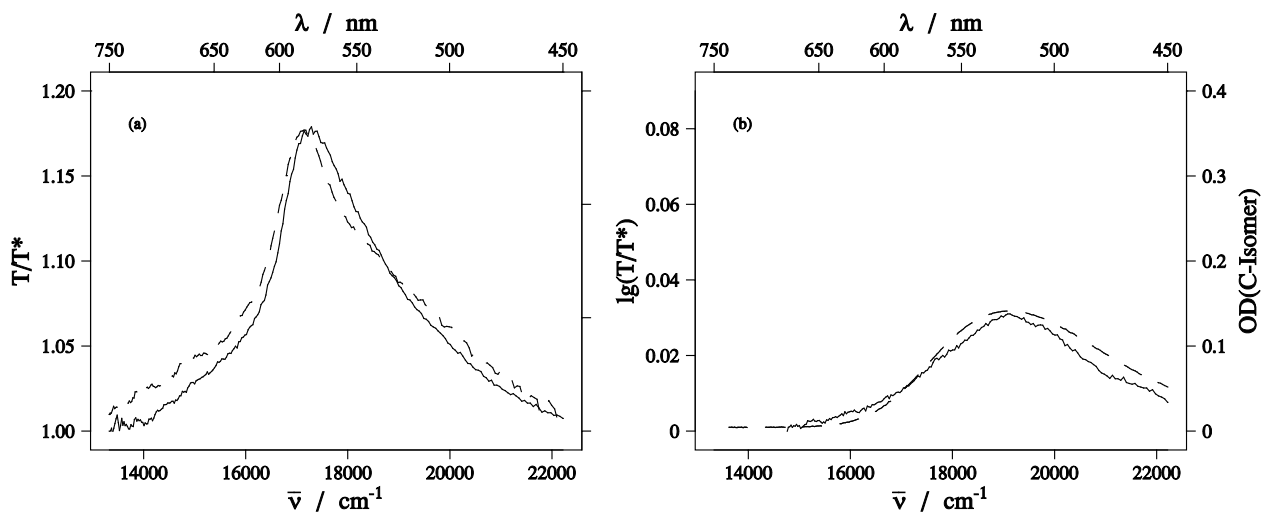 λ / nm
750 650 600 550 500 450
(a)
1.20
1.15
1.10
1.05
1.00
T/T*
14000 16000 18000 20000 22000
ν̅ / cm⁻¹
λ / nm
750 650 600 550 500 450
(b)
0.08
0.06
0.04
0.02
0
lg(T/T*)
0.4
0.3
0.2
0.1
0
OD(C-Isomer)
14000 16000 18000 20000 22000
ν̅ / cm⁻¹